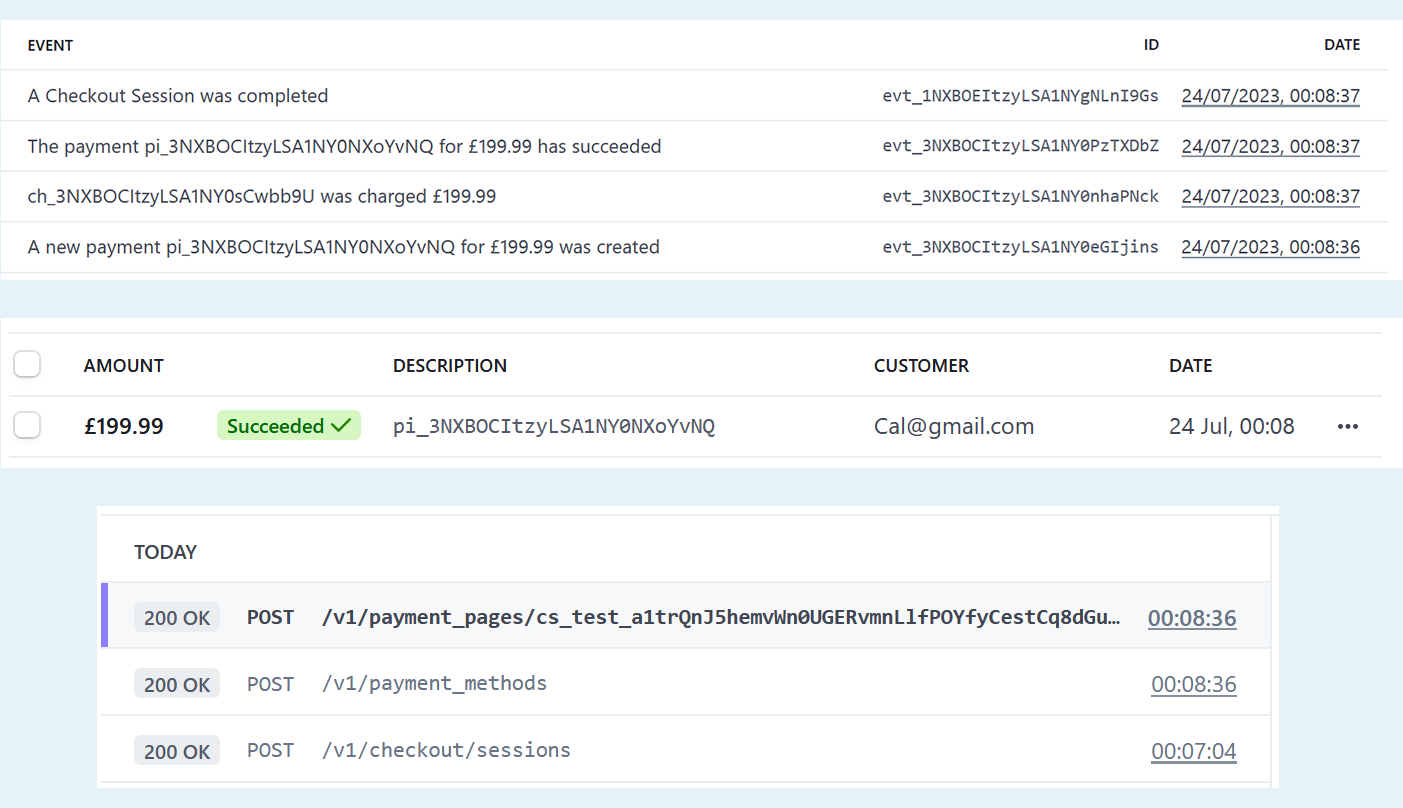 EVENT ID DATE
A Checkout Session was completed evt_1NXBOEItzyLSA1NYgNLnI9Gs 24/07/2023, 00:08:37
The payment pi_3NXBOCItzyLSA1NY0NXoYvNQ for £199.99 has succeeded evt_3NXBOCItzyLSA1NY0PzTXDbZ 24/07/2023, 00:08:37
ch_3NXBOCItzyLSA1NY0sCwbb9U was charged £199.99 evt_3NXBOCItzyLSA1NY0nhaPNck 24/07/2023, 00:08:37
A new payment pi_3NXBOCItzyLSA1NY0NXoYvNQ for £199.99 was created evt_3NXBOCItzyLSA1NY0eGIjins 24/07/2023, 00:08:36
AMOUNT DESCRIPTION CUSTOMER DATE
£199.99 Succeeded pi_3NXBOCItzyLSA1NY0NXoYvNQ Cal@gmail.com 24 Jul, 00:08
TODAY
200 OK POST /v1/payment_pages/cs_test_a1trQnJ5hemvWn0UGERvmnLlfPOYfyCestCq8dGu… 00:08:36
200 OK POST /v1/payment_methods 00:08:36
200 OK POST /v1/checkout/sessions 00:07:04